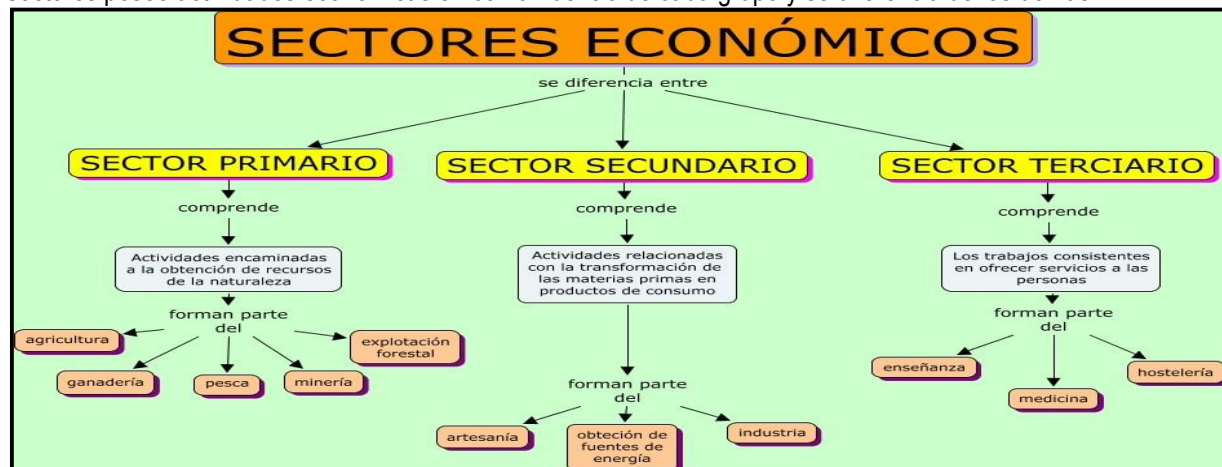 SECTORES ECONÓMICOS
se diferencia entre
SECTOR PRIMARIO
comprende
Actividades encaminadas
a la obtención de recursos
de la naturaleza
forman parte
del
agricultura
ganadería
pesca
minería
explotación
forestal
SECTOR SECUNDARIO
comprende
Actividades relacionadas
con la transformación de
las materias primas en
productos de consumo
forman parte
del
artesanía
obteción de
fuentes de
energía
industria
SECTOR TERCIARIO
comprende
Los trabajos consistentes
en ofrecer servicios a las
personas
forman parte
del
enseñanza
medicina
hostelería